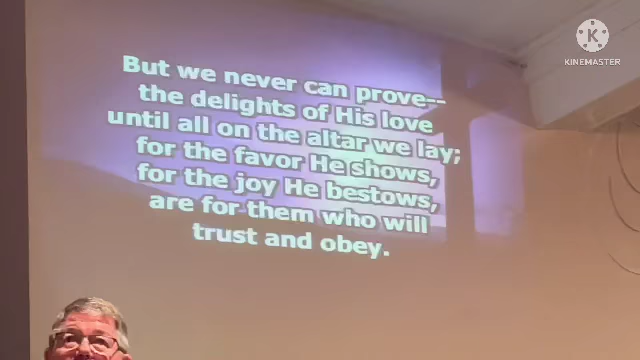 But we never can prove--
the delights of His love
until all on the altar we lay;
for the favor He shows,
for the joy He bestows,
are for them who will
trust and obey.
K
KINEMASTER